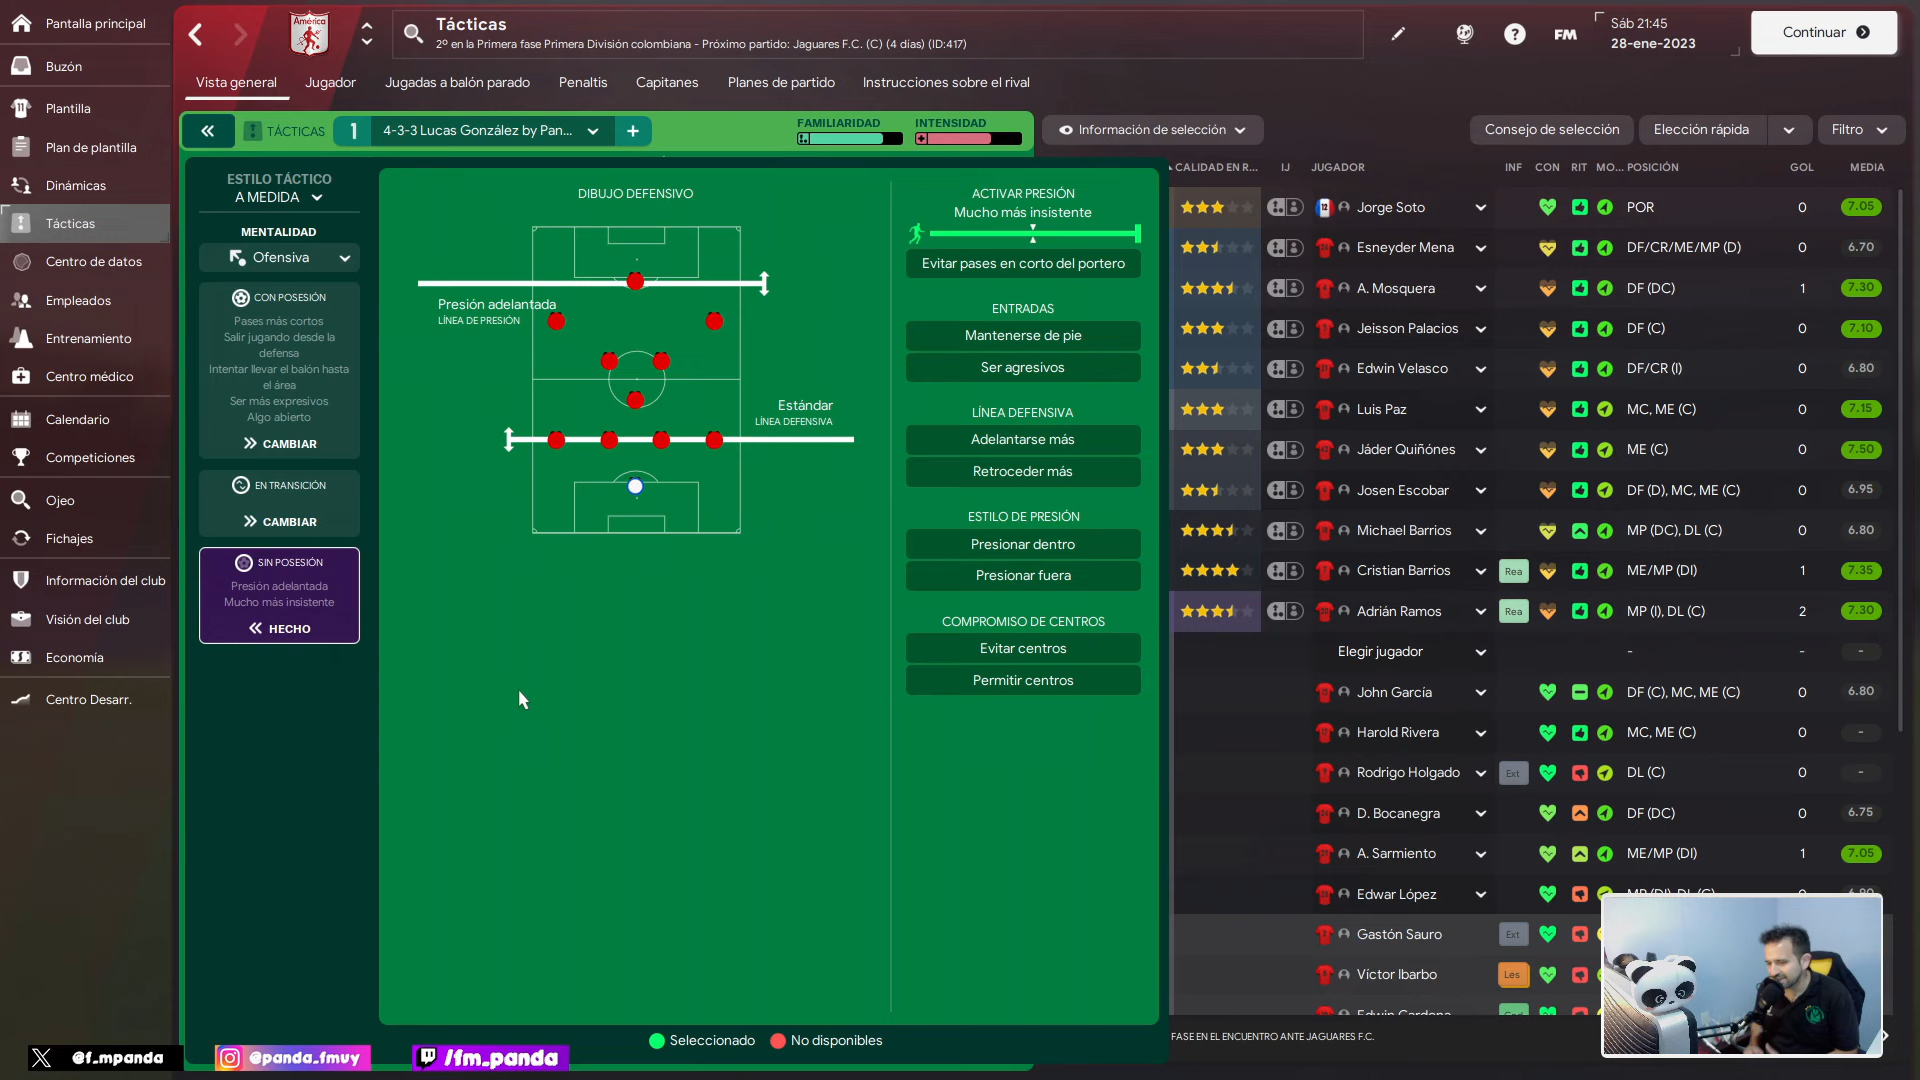 Pantalla principal
Buzón
Plantilla
Plan de plantilla
Dinámicas
Tácticas
Centro de datos
Empleados
Entrenamiento
Centro médico
Calendario
Competiciones
Ojeo
Fichajes
Información del club
Visión del club
Economía
Centro Desarr.
América
Tácticas
2º en la Primera fase Primera División colombiana - Próximo partido: Jaguares F.C. (C) (4 días) (ID:417)
FM
Sáb 21:45
28-ene-2023
Continuar
Vista general
Jugador
Jugadas a balón parado
Penaltis
Capitanes
Planes de partido
Instrucciones sobre el rival
TÁCTICAS
1
4-3-3 Lucas González by Pan...
FAMILIARIDAD
INTENSIDAD
Información de selección
Consejo de selección
Elección rápida
Filtro
ESTILO TÁCTICO
A MEDIDA
MENTALIDAD
Ofensiva
CON POSESIÓN
Pases más cortos
Salir jugando desde la
defensa
Intentar llevar el balón hasta
el área
Ser más expresivos
Algo abierto
CAMBIAR
EN TRANSICIÓN
CAMBIAR
SIN POSESIÓN
Presión adelantada
Mucho más insistente
HECHO
DIBUJO DEFENSIVO
Presión adelantada
LÍNEA DE PRESIÓN
Estándar
LÍNEA DEFENSIVA
ACTIVAR PRESIÓN
Mucho más insistente
Evitar pases en corto del portero
ENTRADAS
Mantenerse de pie
Ser agresivos
LÍNEA DEFENSIVA
Adelantarse más
Retroceder más
ESTILO DE PRESIÓN
Presionar dentro
Presionar fuera
COMPROMISO DE CENTROS
Evitar centros
Permitir centros
Seleccionado
No disponibles
CALIDAD EN R... IJ JUGADOR INF CON RIT MO... POSICIÓN GOL MEDIA
Jorge Soto POR 0 7.05
Esneyder Mena DF/CR/ME/MP (D) 0 6.70
A. Mosquera DF (DC) 1 7.30
Jeisson Palacios DF (C) 0 7.10
Edwin Velasco DF/CR (I) 0 6.80
Luis Paz MC, ME (C) 0 7.15
Jáder Quiñónes ME (C) 0 7.50
Josen Escobar DF (D), MC, ME (C) 0 6.95
Michael Barrios MP (DC), DL (C) 0 6.80
Cristian Barrios Rea ME/MP (DI) 1 7.35
Adrián Ramos Rea MP (I), DL (C) 2 7.30
Elegir jugador - - -
John García DF (C), MC, ME (C) 0 6.80
Harold Rivera MC, ME (C) 0 -
Rodrigo Holgado Ext DL (C) 0 -
D. Bocanegra DF (DC) 0 6.75
A. Sarmiento ME/MP (DI) 1 7.05
Edwar López MP (DI), DL (C)
Gastón Sauro Ext
Víctor Ibarbo Les
Edwin Cardona
FASE EN EL ENCUENTRO ANTE JAGUARES F.C.
@f_mpanda
@panda_fmuy
/fm_panda